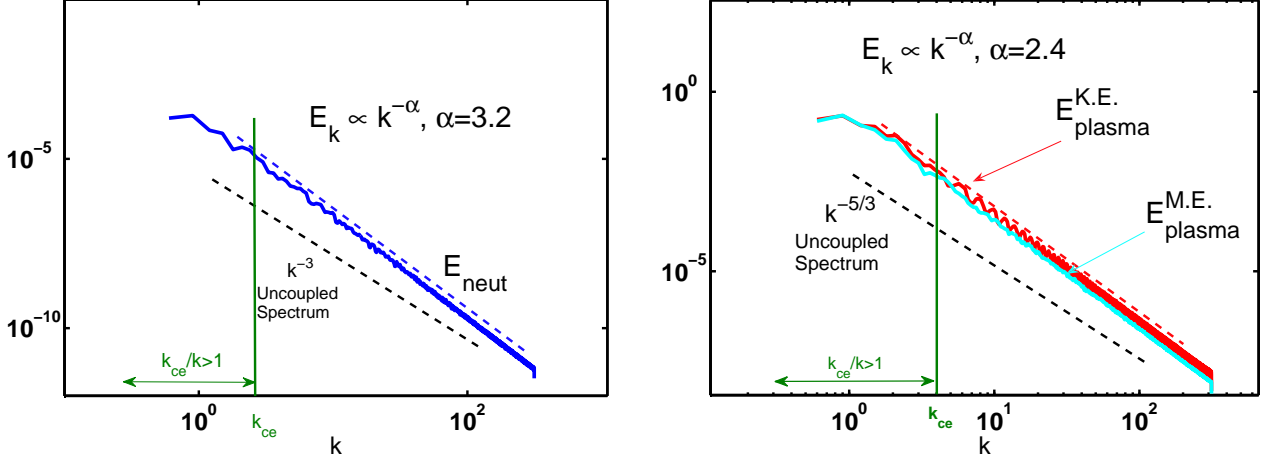 E_k ∝ k^{−α}, α=3.2
10^{−5}
k^{−3}
Uncoupled
Spectrum
E_neut
10^{−10}
k_ce/k>1
10^0
k_ce
10^2
k
E_k ∝ k^{−α}, α=2.4
10^0
E^{K.E.}_plasma
k^{−5/3}
Uncoupled
Spectrum
E^{M.E.}_plasma
10^{−5}
k_ce/k>1
10^0
k_ce
10^1
10^2
k